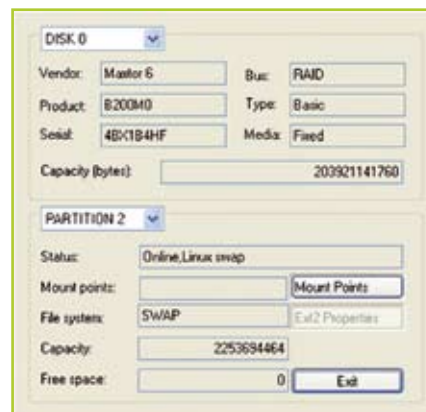 DISK 0
Vendor: Maxtor 6 Bus: RAID
Product: B200M0 Type: Basic
Serial: 4BX1B4HF Media: Fixed
Capacity (bytes): 203921141760
PARTITION 2
Status: Online,Linux swap
Mount points: Mount Points
File system: SWAP Ext2 Properties
Capacity: 2253694464
Free space: 0 Exit